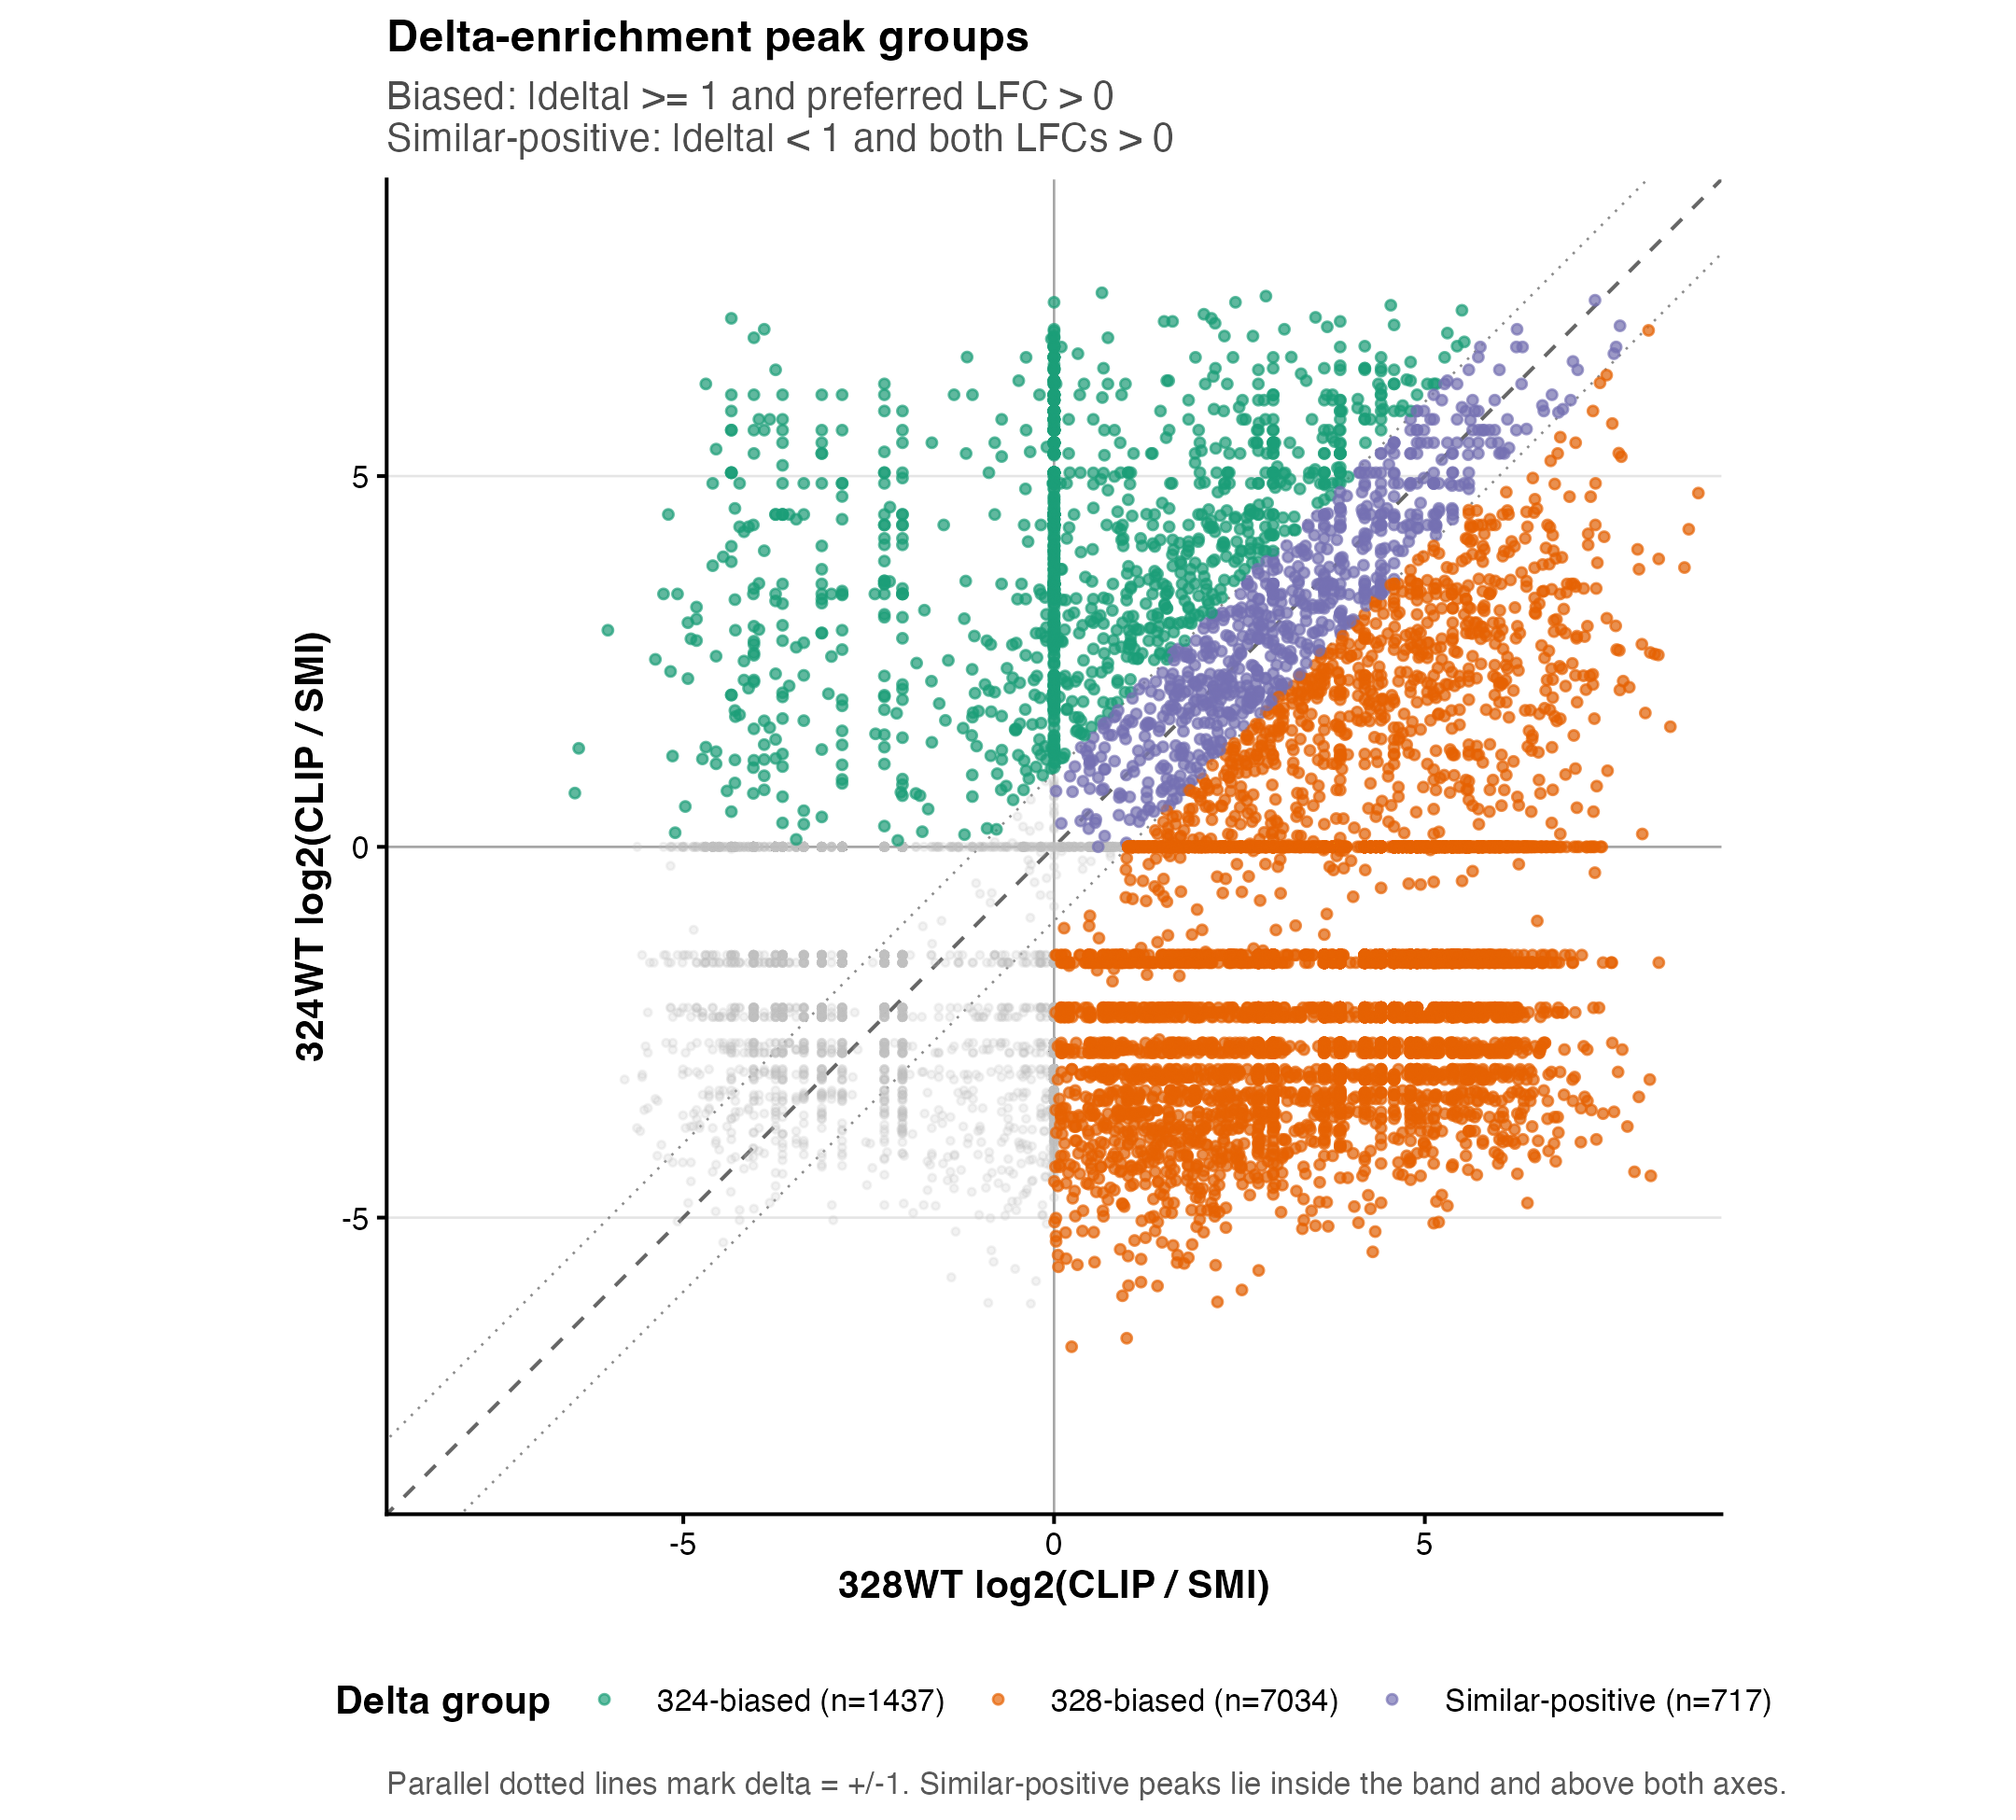 Delta-enrichment peak groups
Biased: |delta| >= 1 and preferred LFC > 0
Similar-positive: |delta| < 1 and both LFCs > 0
324WT log2(CLIP / SMI)
5
0
-5
-5
0
5
328WT log2(CLIP / SMI)
Delta group
324-biased (n=1437)
328-biased (n=7034)
Similar-positive (n=717)
Parallel dotted lines mark delta = +/-1. Similar-positive peaks lie inside the band and above both axes.